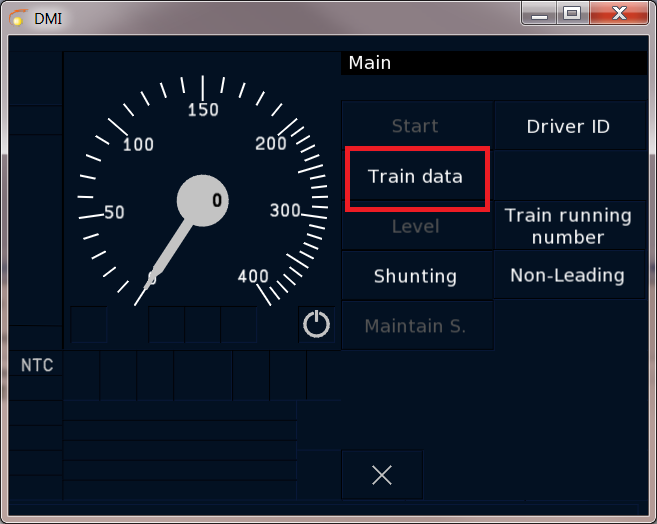 DMI
Main
150
100
200
50
0
300
0
400
NTC
Start
Driver ID
Train data
Level
Train running
number
Shunting
Non-Leading
Maintain S.